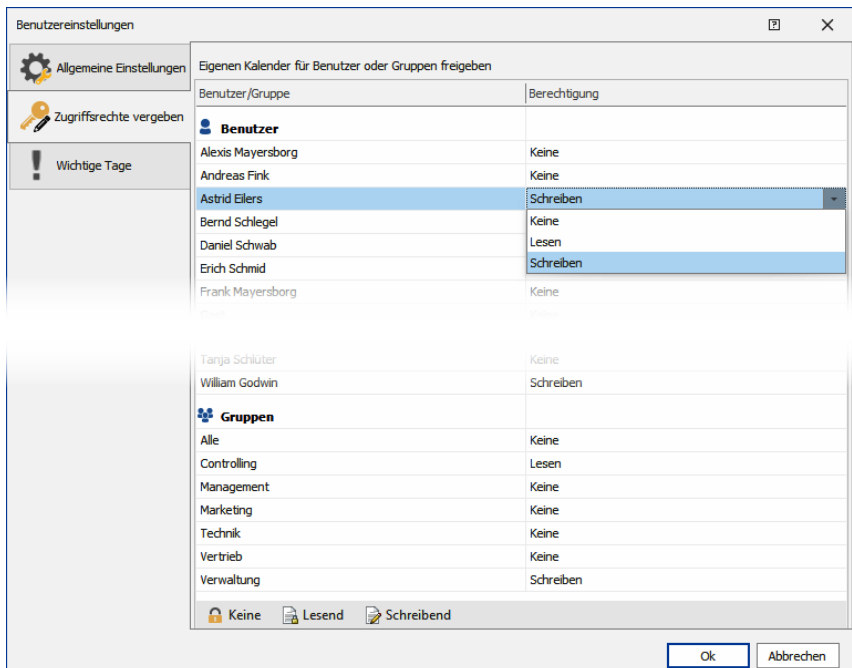 Benutzereinstellungen
Allgemeine Einstellungen
Zugriffsrechte vergeben
Wichtige Tage
Eigenen Kalender für Benutzer oder Gruppen freigeben
Benutzer/Gruppe Berechtigung
Benutzer
Alexis Mayersborg Keine
Andreas Fink Keine
Astrid Eilers Schreiben
Bernd Schlegel Keine
Daniel Schwab Lesen
Erich Schmid Schreiben
Frank Mayersborg Keine
Tanja Schlüter Keine
William Godwin Schreiben
Gruppen
Alle Keine
Controlling Lesen
Management Keine
Marketing Keine
Technik Keine
Vertrieb Keine
Verwaltung Schreiben
Keine Lesend Schreibend
Ok Abbrechen